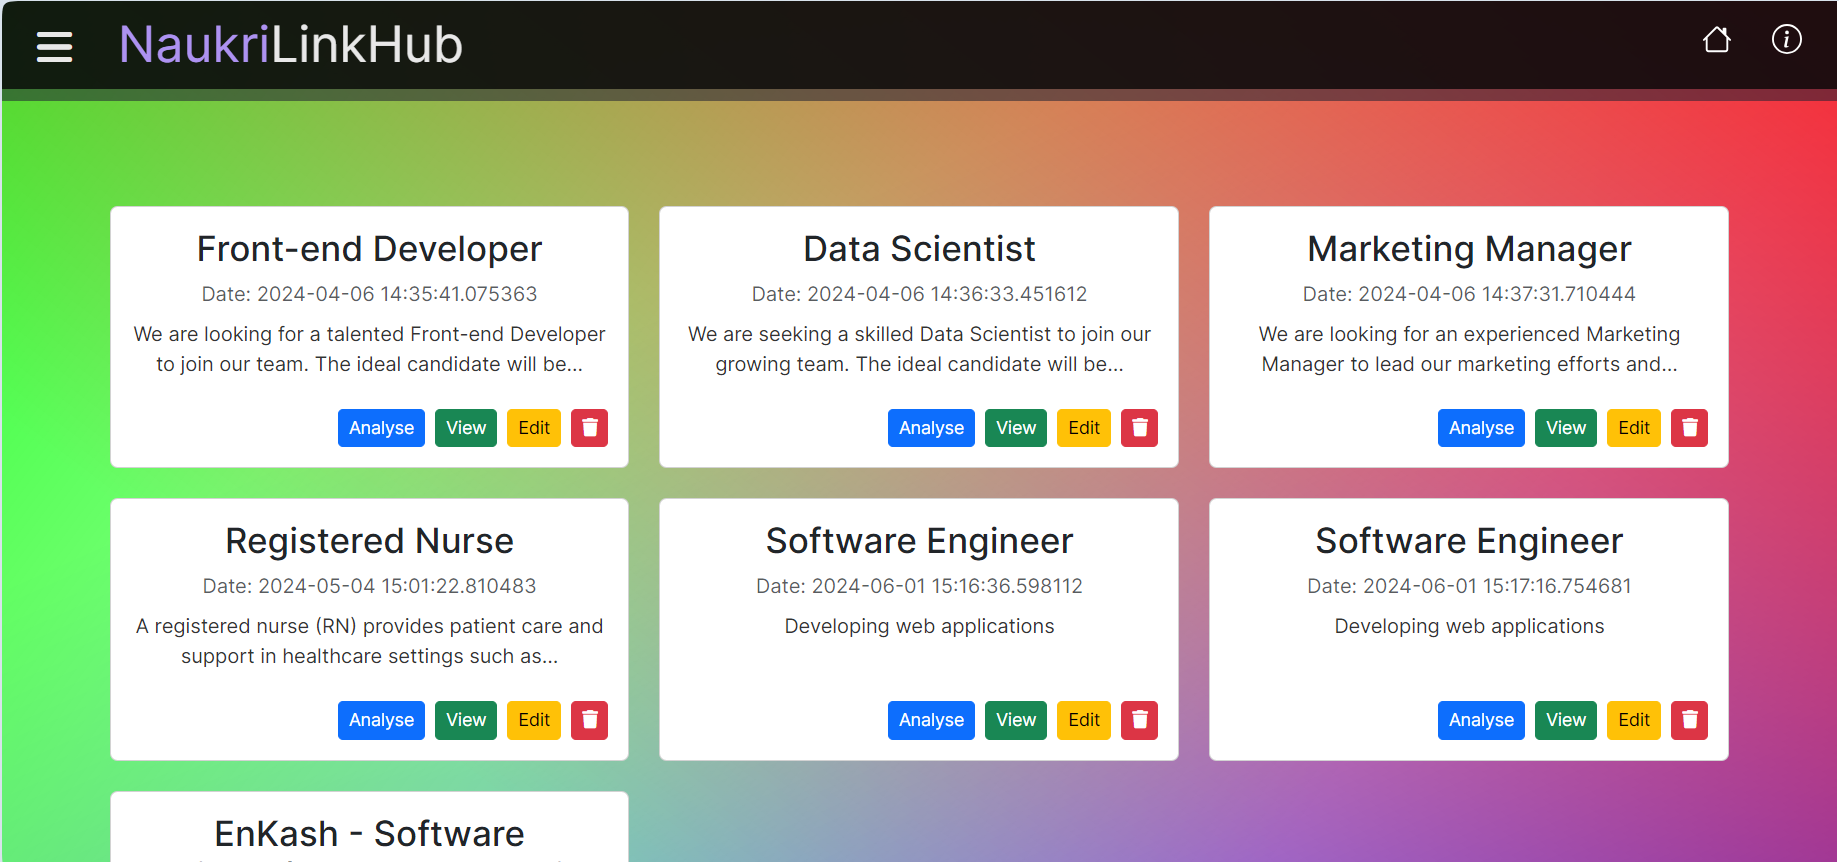 NaukriLinkHub
Front-end Developer
Date: 2024-04-06 14:35:41.075363
We are looking for a talented Front-end Developer
to join our team. The ideal candidate will be...
Analyse View Edit
Data Scientist
Date: 2024-04-06 14:36:33.451612
We are seeking a skilled Data Scientist to join our
growing team. The ideal candidate will be...
Analyse View Edit
Marketing Manager
Date: 2024-04-06 14:37:31.710444
We are looking for an experienced Marketing
Manager to lead our marketing efforts and...
Analyse View Edit
Registered Nurse
Date: 2024-05-04 15:01:22.810483
A registered nurse (RN) provides patient care and
support in healthcare settings such as...
Analyse View Edit
Software Engineer
Date: 2024-06-01 15:16:36.598112
Developing web applications
Analyse View Edit
Software Engineer
Date: 2024-06-01 15:17:16.754681
Developing web applications
Analyse View Edit
EnKash - Software